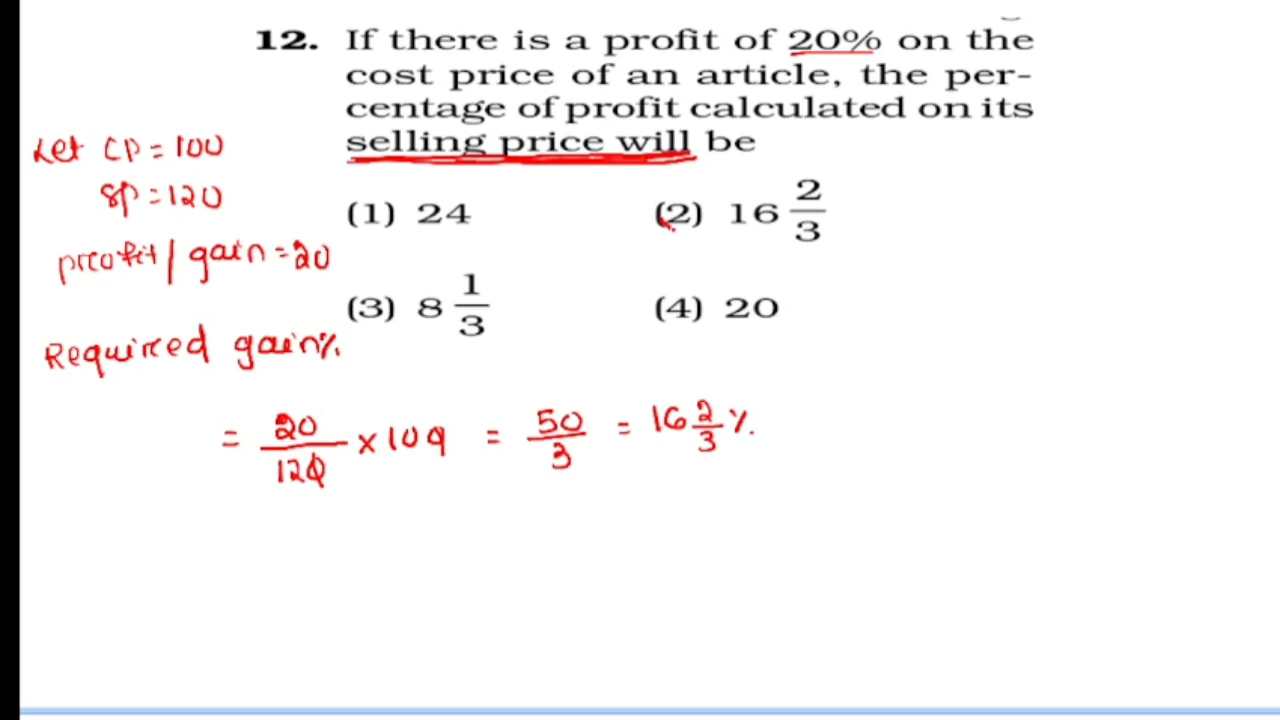 12. If there is a profit of 20% on the
cost price of an article, the per-
centage of profit calculated on its
selling price will be
(1) 24 (2) 16 2/3
(3) 8 1/3 (4) 20
Let CP = 100
SP = 120
profit / gain = 20
Required gain%
= 20/120 × 100 = 50/3 = 16 2/3 %